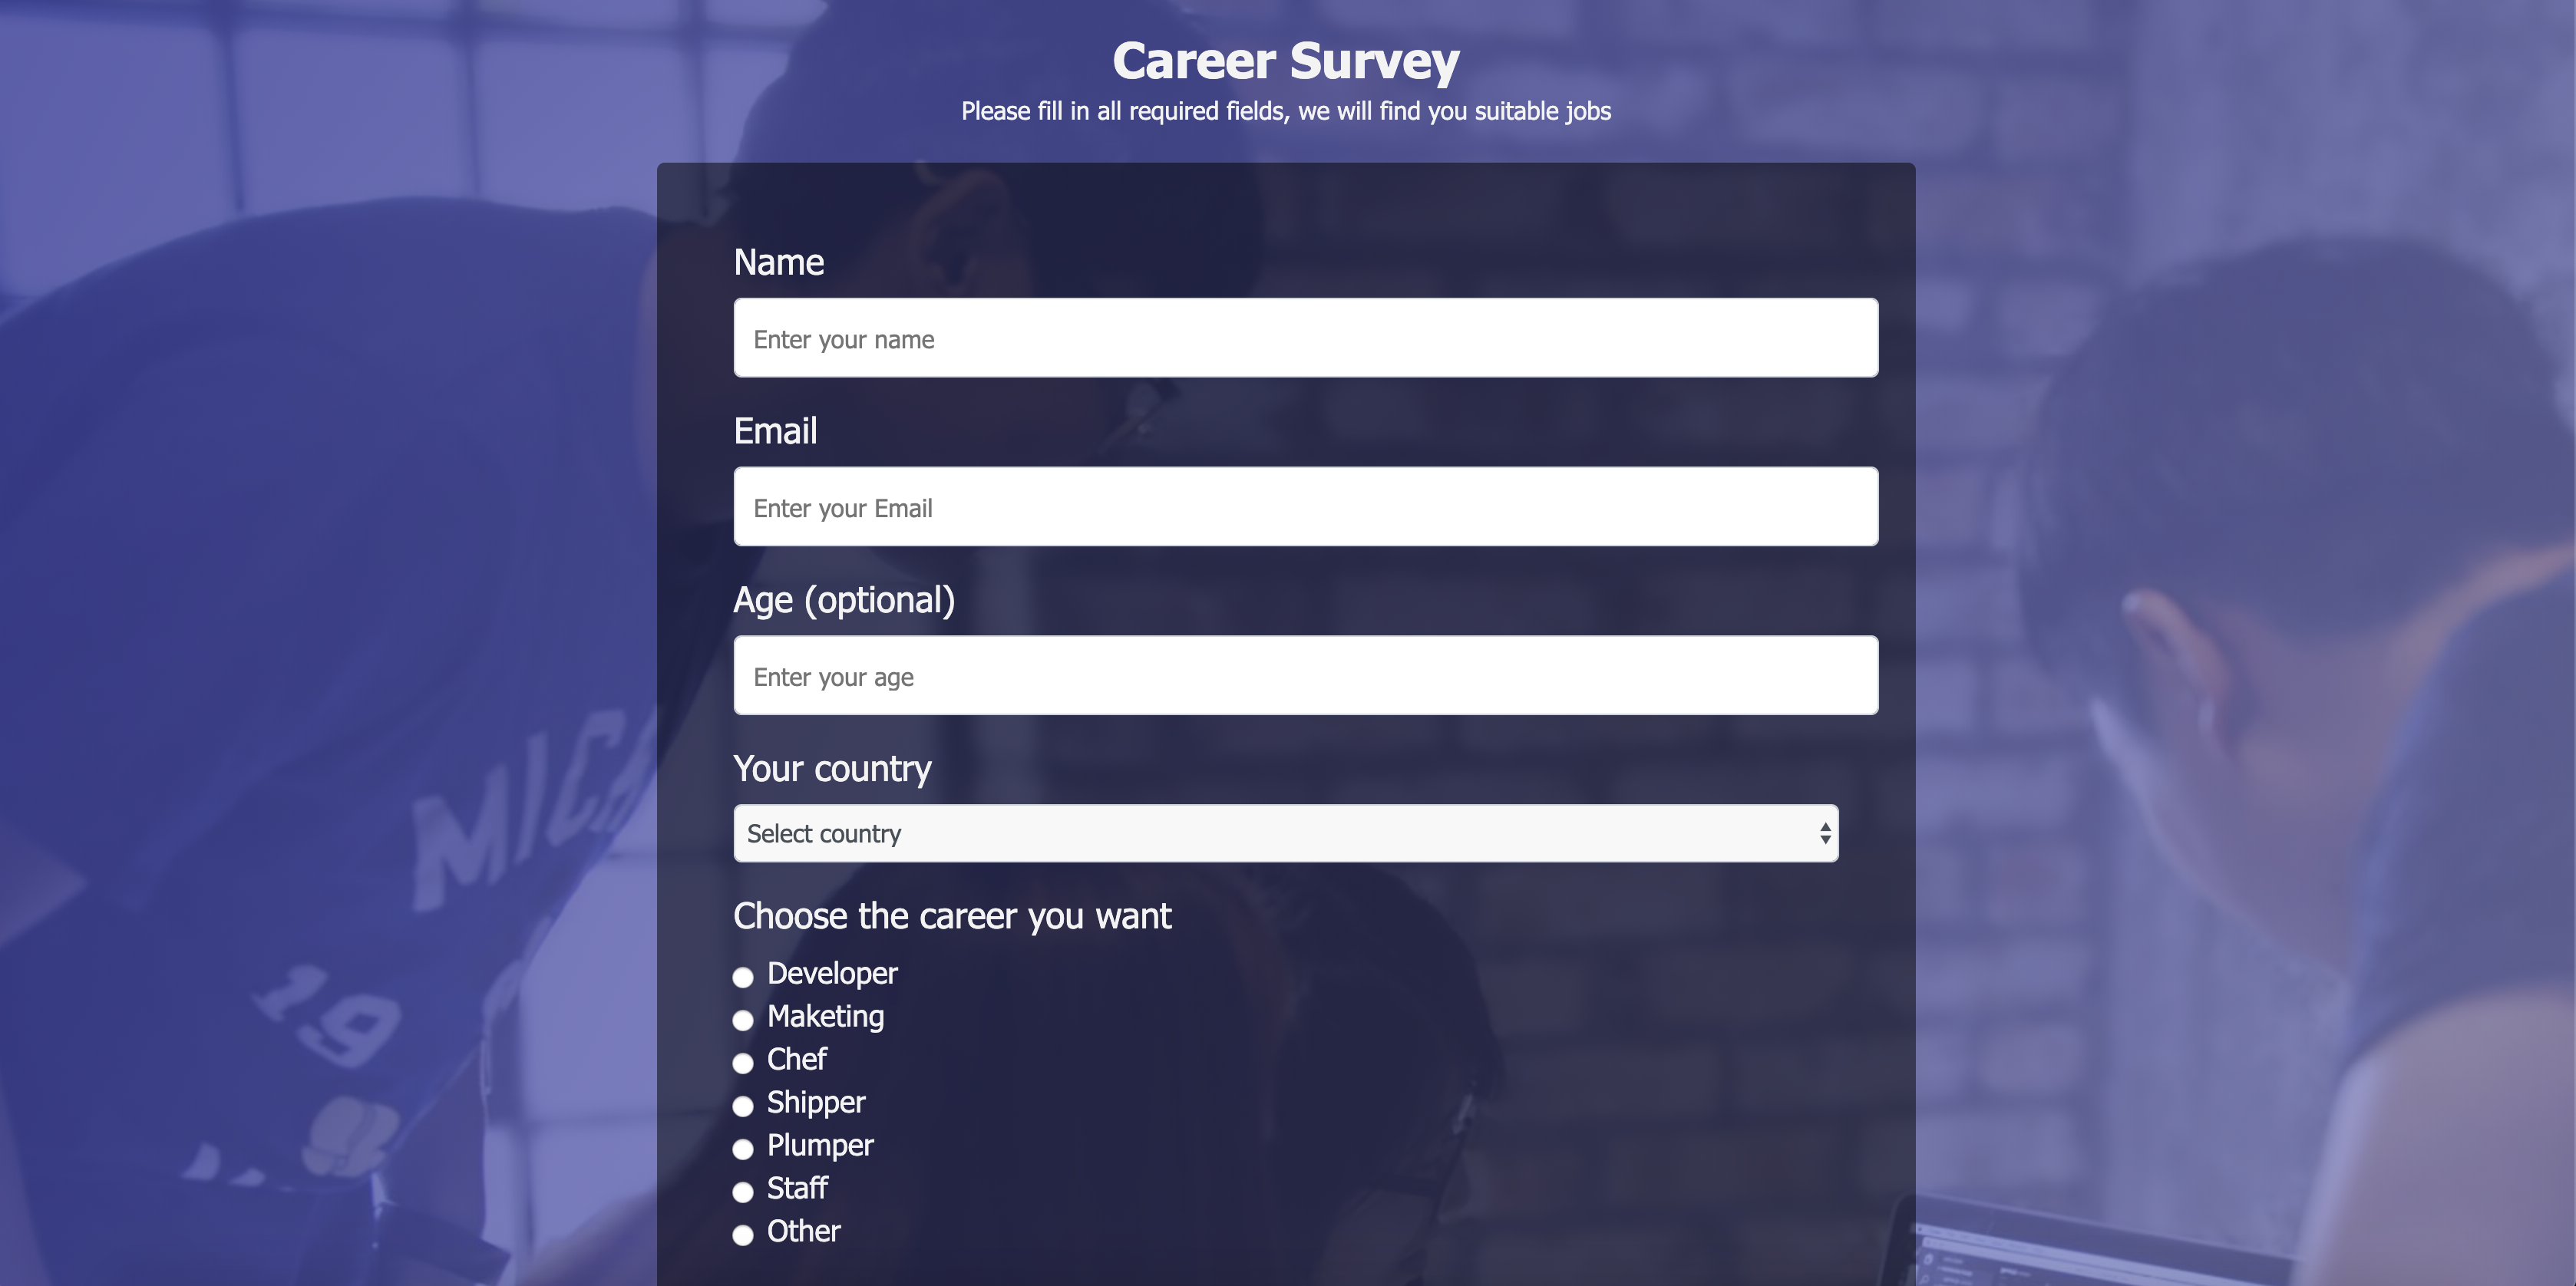 Career Survey
Please fill in all required fields, we will find you suitable jobs
Name
Enter your name
Email
Enter your Email
Age (optional)
Enter your age
Your country
Select country
Choose the career you want
Developer
Maketing
Chef
Shipper
Plumper
Staff
Other
19